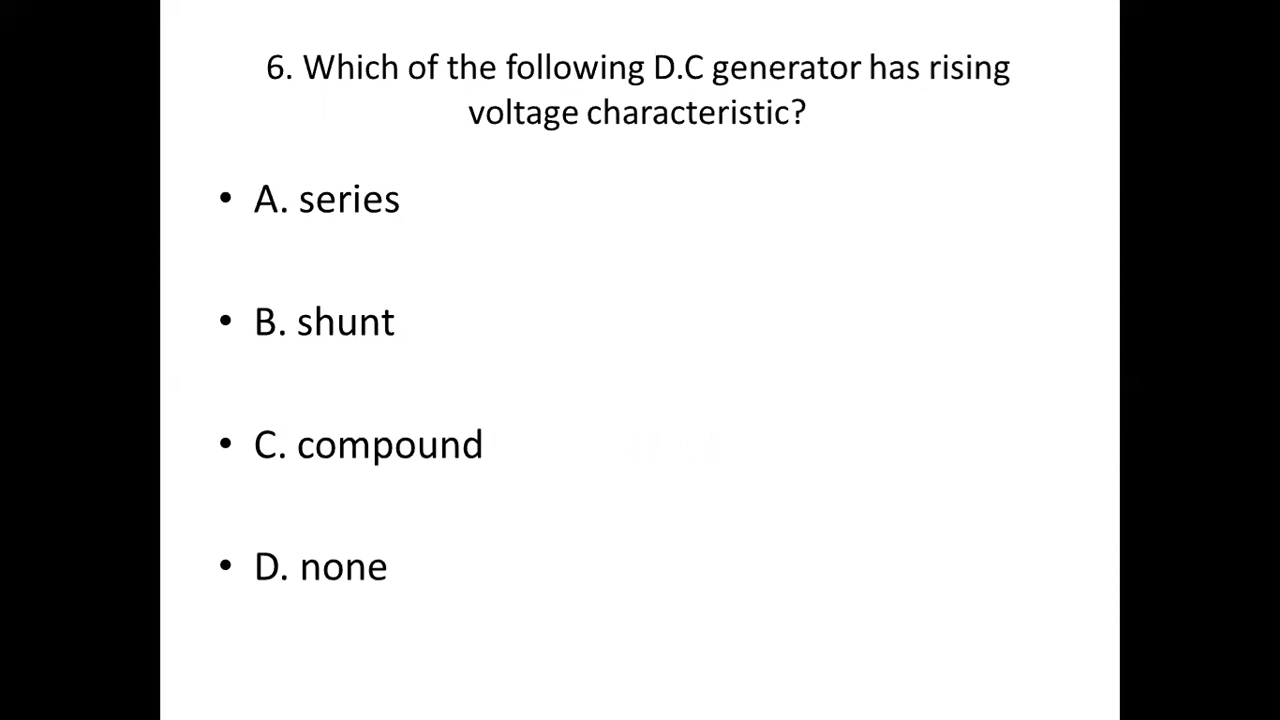 6. Which of the following D.C generator has rising
voltage characteristic?
• A. series
• B. shunt
• C. compound
• D. none